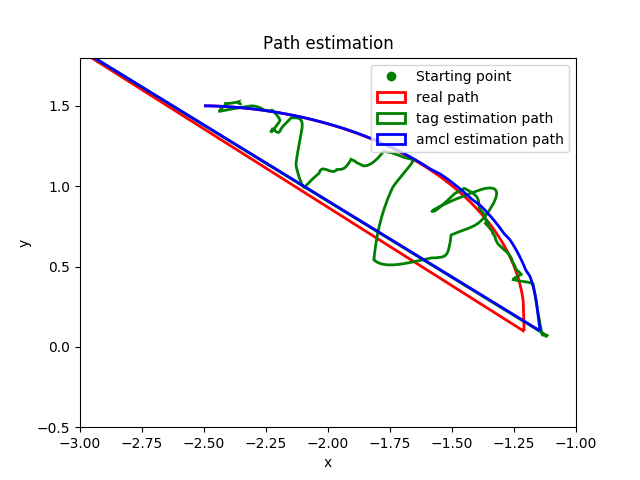 Path estimation
Starting point
real path
tag estimation path
amcl estimation path
y
1.5
1.0
0.5
0.0
−0.5
−3.00 −2.75 −2.50 −2.25 −2.00 −1.75 −1.50 −1.25 −1.00
x